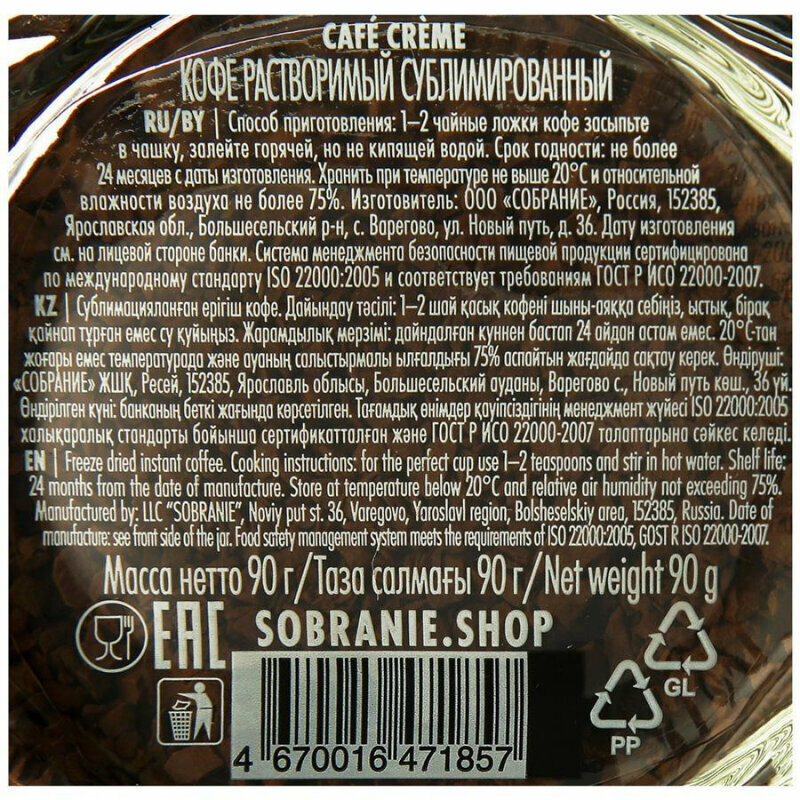 CAFÉ CRÈME
КОФЕ РАСТВОРИМЫЙ СУБЛИМИРОВАННЫЙ
RU/BY | Способ приготовления: 1–2 чайные ложки кофе засыпьте
в чашку, залейте горячей, но не кипящей водой. Срок годности: не более
24 месяцев с даты изготовления. Хранить при температуре не выше 20°C и относительной
влажности воздуха не более 75%. Изготовитель: ООО «СОБРАНИЕ», Россия, 152385,
Ярославская обл., Большесельский р-н, с. Варегово, ул. Новый путь, д. 36. Дату изготовления
см. на лицевой стороне банки. Система менеджмента безопасности пищевой продукции сертифицирована
по международному стандарту ISO 22000:2005 и соответствует требованиям ГОСТ Р ИСО 22000-2007.
KZ | Сублимацияланған ерігіш кофе. Дайындау тәсілі: 1–2 шай қасық кофені шыны-аяққа себіңіз, ыстық, бірақ
қайнап тұрған емес су құйыңыз. Жарамдылық мерзімі: дайндалған куннен бастап 24 айдан астам емес. 20°C-тан
жоғары емес температурада және ауаның салыстырмалы ылғалдығы 75% аспайтын жағдайда сақтау керек. Өндіруші:
«СОБРАНИЕ» ЖШҚ, Ресей, 152385, Ярославль облысы, Большесельский ауданы, Варегово с., Новый путь көш., 36 үй.
Өндірілген күні: банканың беткі жағында көрсетілген. Тағамдық өнімдер қауіпсіздігінің менеджмент жүйесі ISO 22000:2005
халықаралық стандарты бойынша сертификатталған және ГОСТ Р ИСО 22000-2007 талаптарына сәйкес келеді.
EN | Freeze dried instant coffee. Cooking instructions: for the perfect cup use 1–2 teaspoons and stir in hot water. Shelf life:
24 months from the date of manufacture. Store at temperature below 20°C and relative air humidity not exceeding 75%.
Manufactured by: LLC "SOBRANIE", Noviy put st. 36, Varegovo, Yaroslavl region, Bolsheselskiy area, 152385, Russia. Date of
manufacture: see front side of the jar. Food safety management system meets the requirements of ISO 22000:2005, GOST R ISO 22000-2007.
Масса нетто 90 г/Таза салмағы 90 г/Net weight 90 g
EAC SOBRANIE.SHOP
GL
PP
4 670016 471857